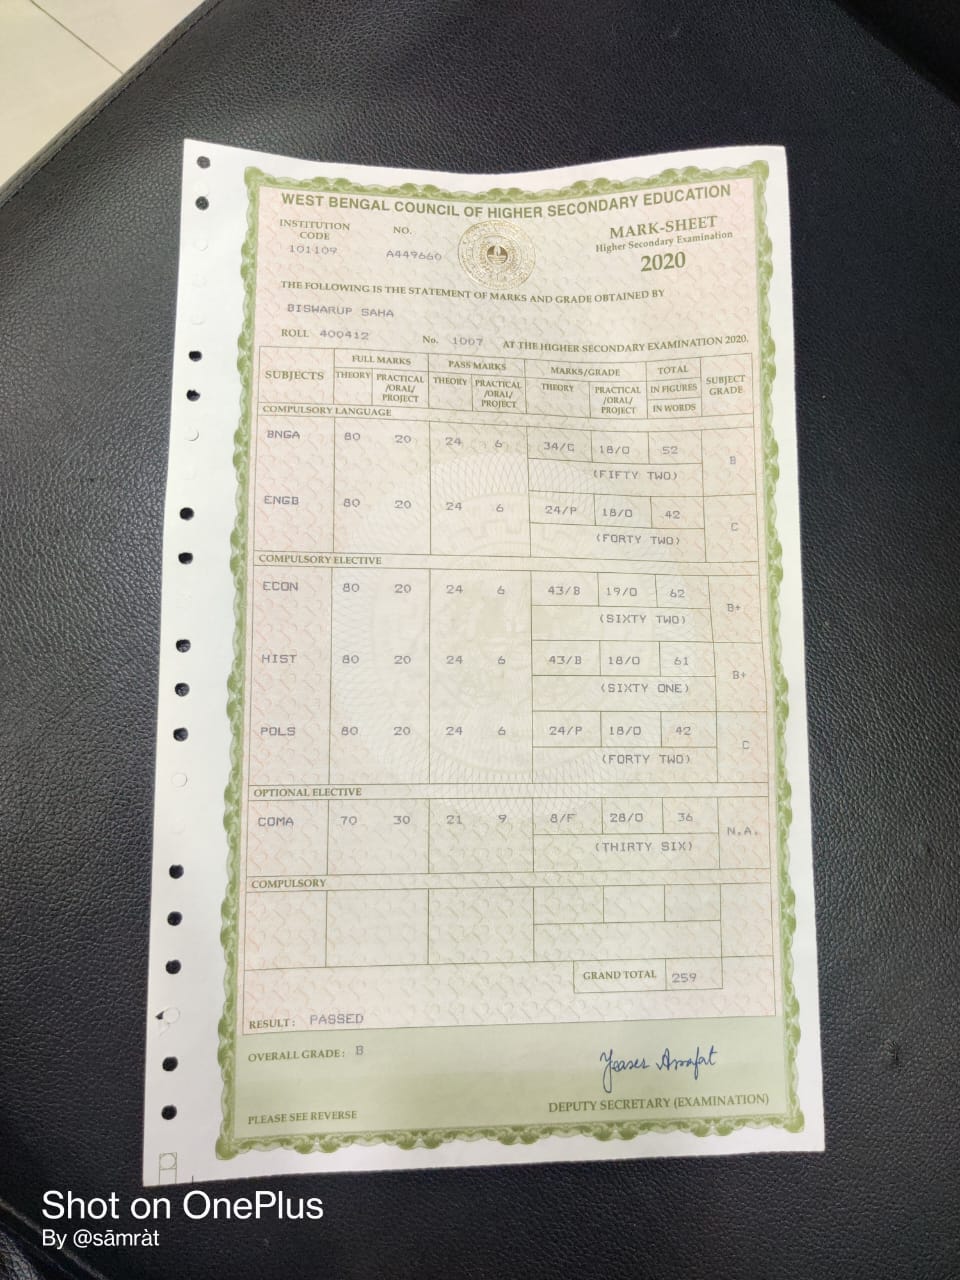 WEST BENGAL COUNCIL OF HIGHER SECONDARY EDUCATION
INSTITUTION CODE NO. MARK-SHEET
101109 A449660 Higher Secondary Examination
2020
THE FOLLOWING IS THE STATEMENT OF MARKS AND GRADE OBTAINED BY
BISWARUP SAHA
ROLL 400412 No. 1007 AT THE HIGHER SECONDARY EXAMINATION 2020.
SUBJECTS FULL MARKS PASS MARKS MARKS/GRADE TOTAL SUBJECT GRADE
THEORY PRACTICAL /ORAL/ PROJECT THEORY PRACTICAL /ORAL/ PROJECT THEORY PRACTICAL /ORAL/ PROJECT IN FIGURES
IN WORDS
COMPULSORY LANGUAGE
BNGA 80 20 24 6 34/C 18/O 52 B
(FIFTY TWO)
ENGB 80 20 24 6 24/P 18/O 42 C
(FORTY TWO)
COMPULSORY ELECTIVE
ECON 80 20 24 6 43/B 19/O 62 B+
(SIXTY TWO)
HIST 80 20 24 6 43/B 18/O 61 B+
(SIXTY ONE)
POLS 80 20 24 6 24/P 18/O 42 C
(FORTY TWO)
OPTIONAL ELECTIVE
COMA 70 30 21 9 8/F 28/O 36 N.A.
(THIRTY SIX)
COMPULSORY
GRAND TOTAL 259
RESULT : PASSED
OVERALL GRADE : B
DEPUTY SECRETARY (EXAMINATION)
PLEASE SEE REVERSE
Shot on OnePlus
By @sāmràt